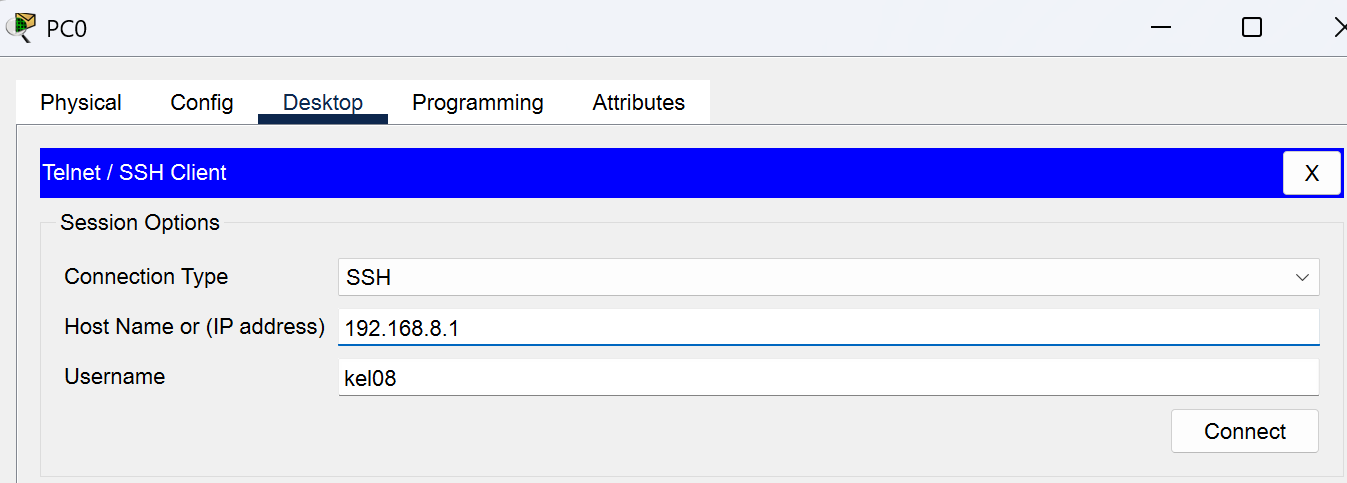 PC0
Physical Config Desktop Programming Attributes
Telnet / SSH Client X
Session Options
Connection Type SSH
Host Name or (IP address) 192.168.8.1
Username kel08
Connect